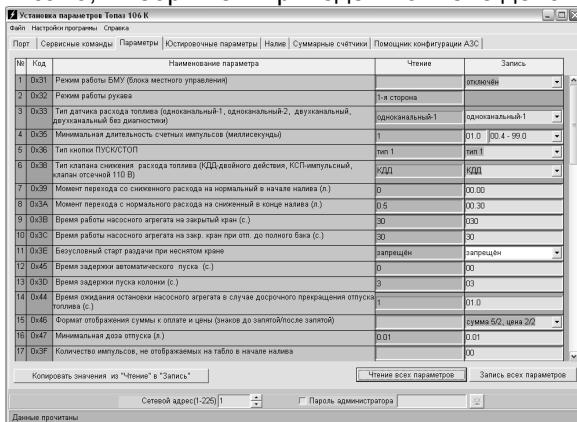 Установка параметров Топаз 106 К
Файл Настройки программы Справка
Порт Сервисные команды Параметры Юстировочные параметры Налив Суммарные счётчики Помощник конфигурации АЗС
№ Код Наименование параметра Чтение Запись
1 0x31 Режим работы БМУ (блока местного управления) отключён
2 0x32 Режим работы рукава 1-я сторона
3 0x33 Тип датчика расхода топлива (одноканальный-1, одноканальный-2, двухканальный, двухканальный без диагностики) одноканальный-1 одноканальный-1
4 0x35 Минимальная длительность счетных импульсов (миллисекунды) 1 01.0 00.4 - 99.0
5 0x36 Тип кнопки ПУСК/СТОП тип 1 тип 1
6 0x38 Тип клапана снижения расхода топлива (КДД-двойного действия, КСП-импульсный, клапан отсечной 110 В) КДД КДД
7 0x39 Момент перехода со сниженного расхода на нормальный в начале налива (л.) 0 00.00
8 0x3A Момент перехода с нормального расхода на сниженный в конце налива (л.) 0.5 00.30
9 0x3B Время работы насосного агрегата на закрытый кран (с.) 30 030
10 0x3C Время работы насосного агрегата на закр. кран при отп. до полного бака (с.) 30 30
11 0x3E Безусловный старт раздачи при неснятом кране запрещён запрещён
12 0x45 Время задержки автоматического пуска (с.) 0 00
13 0x3D Время задержки пуска колонки (с.) 3 03
14 0x44 Время ожидания остановки насосного агрегата в случае досрочного прекращения отпуска топлива (с.) 1 01.0
15 0x46 Формат отображения суммы к оплате и цены (знаков до запятой/после запятой) сумма 5/2, цена 2/2
16 0x47 Минимальная доза отпуска (л.) 0.01 0.01
17 0x3F Количество импульсов, не отображаемых на табло в начале налива 00
Копировать значения из "Чтение" в "Запись" Чтение всех параметров Запись всех параметров
Сетевой адрес(1-225) 1 Пароль администратора
Данные прочитаны